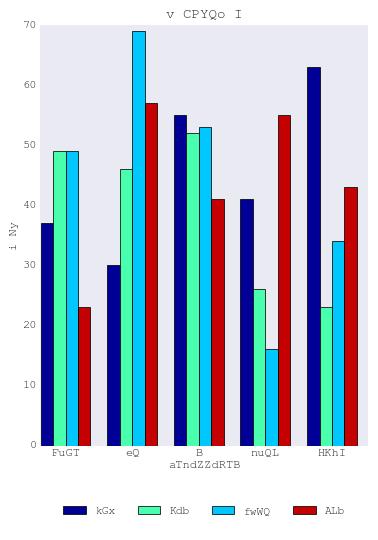 v CPYQo I
70
60
50
40
30
20
10
0
i Ny
FuGT eQ B nuQL HKhI
aTndZZdRTB
kGx Kdb fwWQ ALb